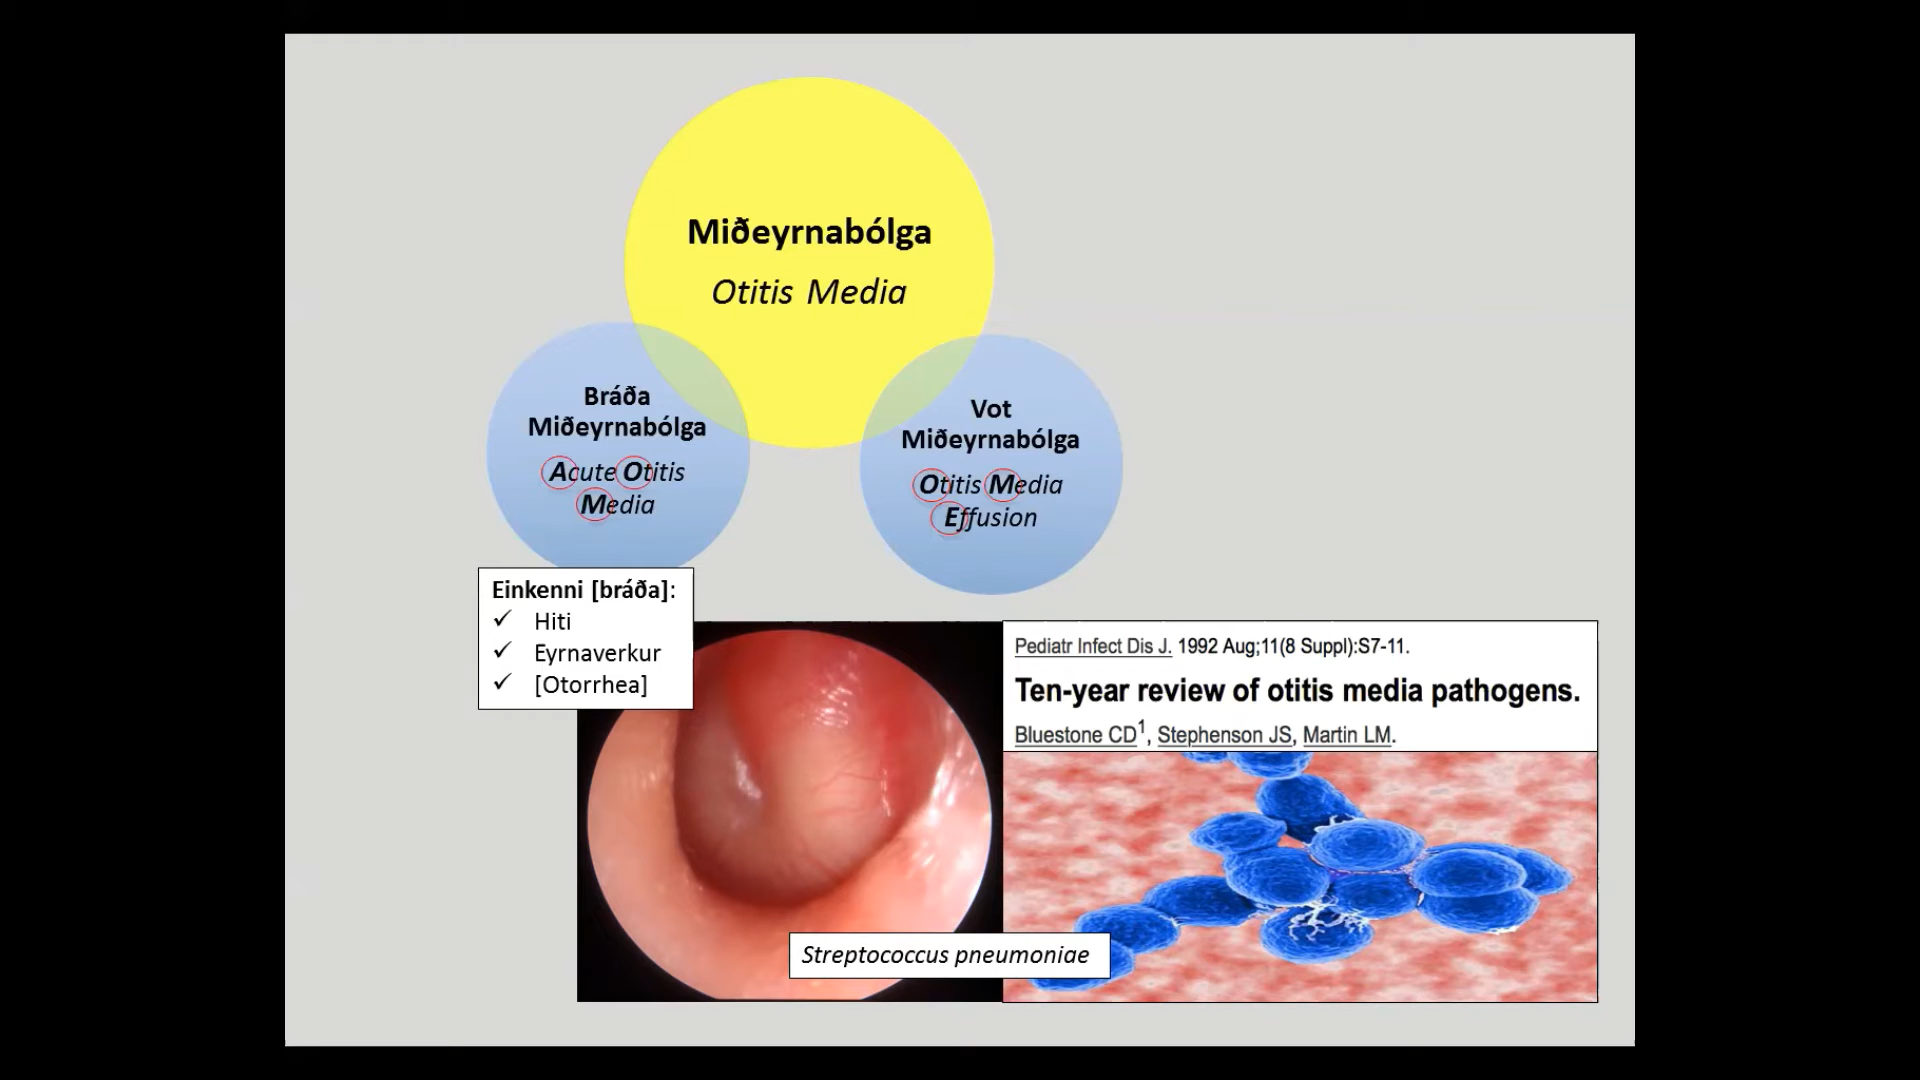 Miðeyrnabólga
Otitis Media
Bráða
Miðeyrnabólga
Acute Otitis
Media
Vot
Miðeyrnabólga
Otitis Media
Effusion
Einkenni [bráða]:
✓ Hiti
✓ Eyrnaverkur
✓ [Otorrhea]
Pediatr Infect Dis J. 1992 Aug;11(8 Suppl):S7-11.
Ten-year review of otitis media pathogens.
Bluestone CD1, Stephenson JS, Martin LM.
Streptococcus pneumoniae